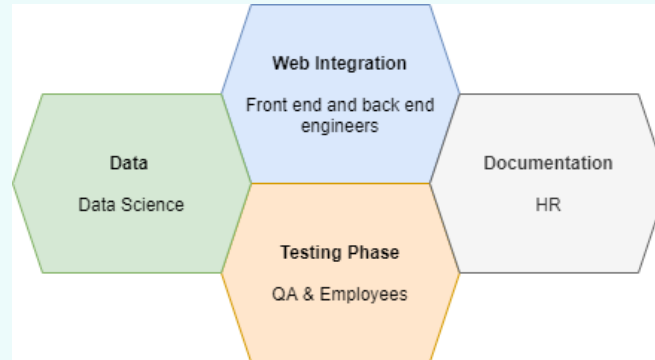 Web Integration
Front end and back end
engineers
Data
Data Science
Documentation
HR
Testing Phase
QA & Employees